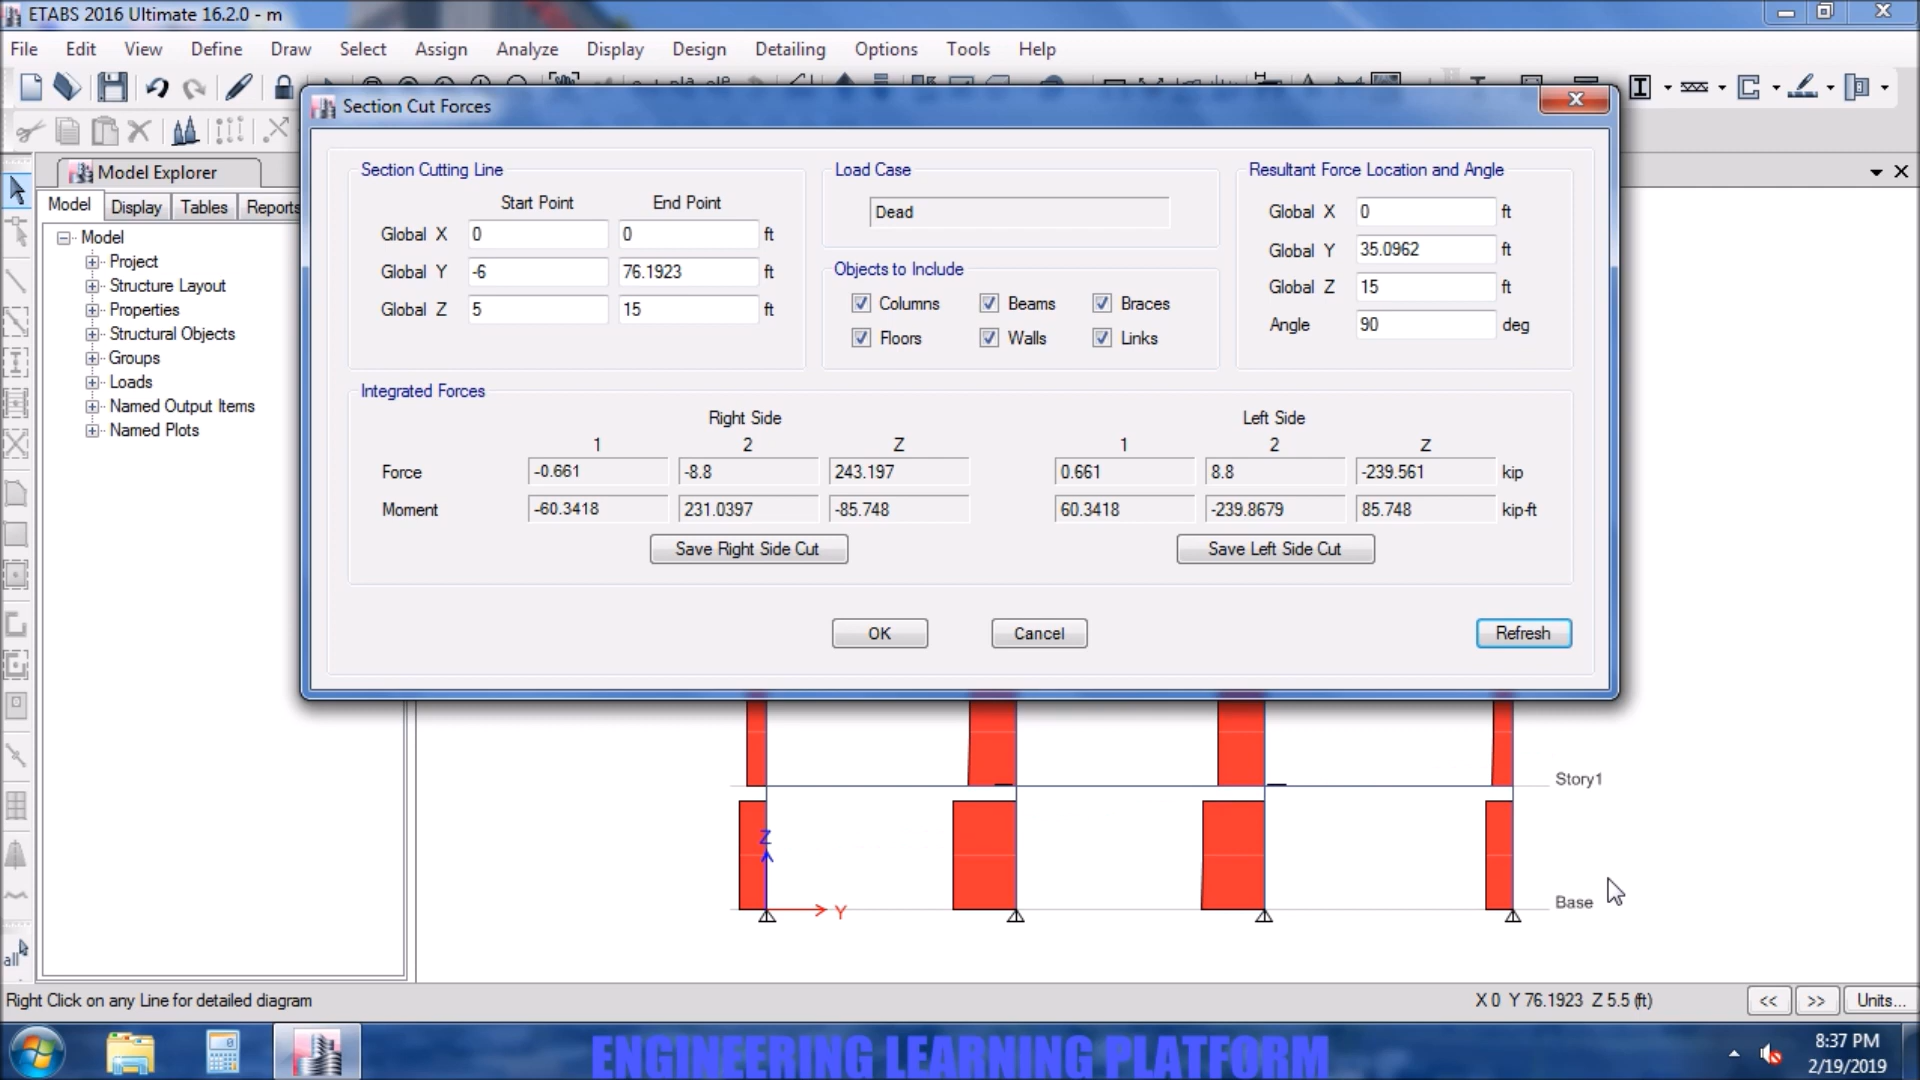 ETABS 2016 Ultimate 16.2.0 - m
File Edit View Define Draw Select Assign Analyze Display Design Detailing Options Tools Help
Section Cut Forces
Model Explorer
Model Display Tables Reports
Model
Project
Structure Layout
Properties
Structural Objects
Groups
Loads
Named Output Items
Named Plots
Section Cutting Line
Start Point End Point
Global X 0 0 ft
Global Y -6 76.1923 ft
Global Z 5 15 ft
Load Case
Dead
Objects to Include
Columns Beams Braces
Floors Walls Links
Resultant Force Location and Angle
Global X 0 ft
Global Y 35.0962 ft
Global Z 15 ft
Angle 90 deg
Integrated Forces
Right Side Left Side
1 2 Z 1 2 Z
Force -0.661 -8.8 243.197 0.661 8.8 -239.561 kip
Moment -60.3418 231.0397 -85.748 60.3418 -239.8679 85.748 kip-ft
Save Right Side Cut Save Left Side Cut
OK Cancel Refresh
Story1
Z
Y
Base
all
Right Click on any Line for detailed diagram
X 0 Y 76.1923 Z 5.5 (ft)
<< >> Units...
ENGINEERING LEARNING PLATFORM
8:37 PM
2/19/2019